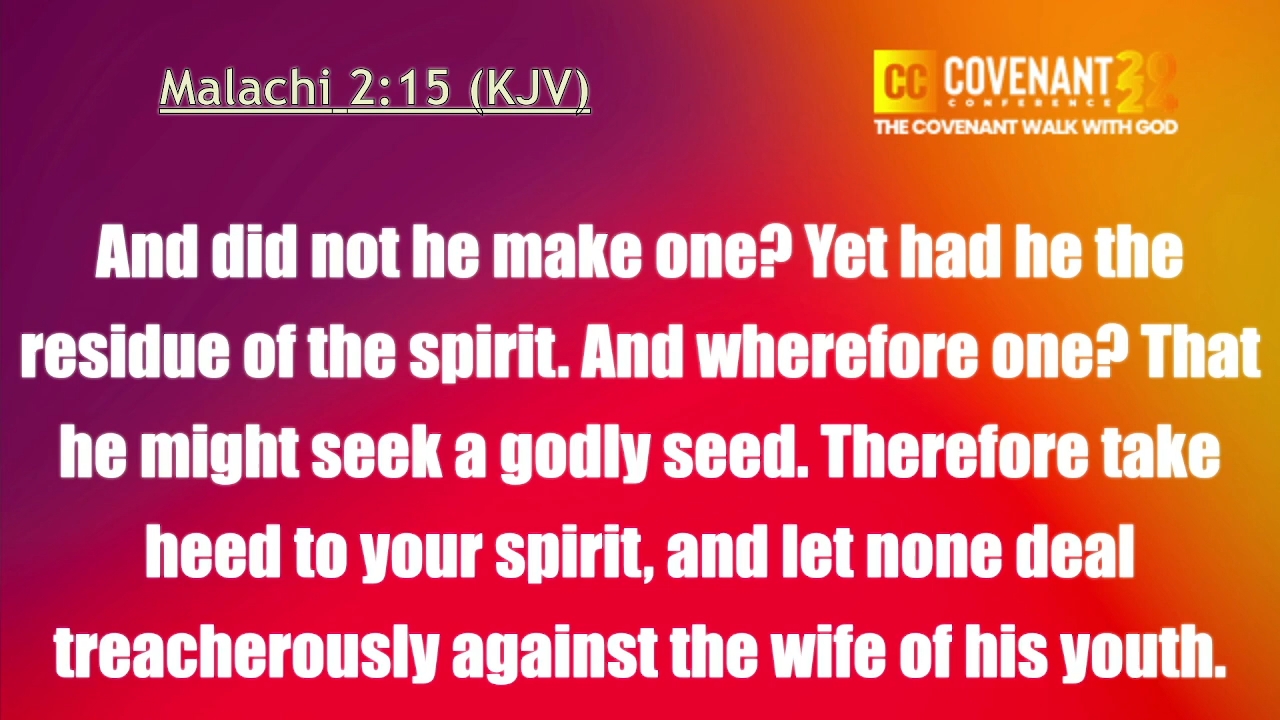 Malachi 2:15 (KJV)
CC COVENANT
CONFERENCE
THE COVENANT WALK WITH GOD
And did not he make one? Yet had he the
residue of the spirit. And wherefore one? That
he might seek a godly seed. Therefore take
heed to your spirit, and let none deal
treacherously against the wife of his youth.